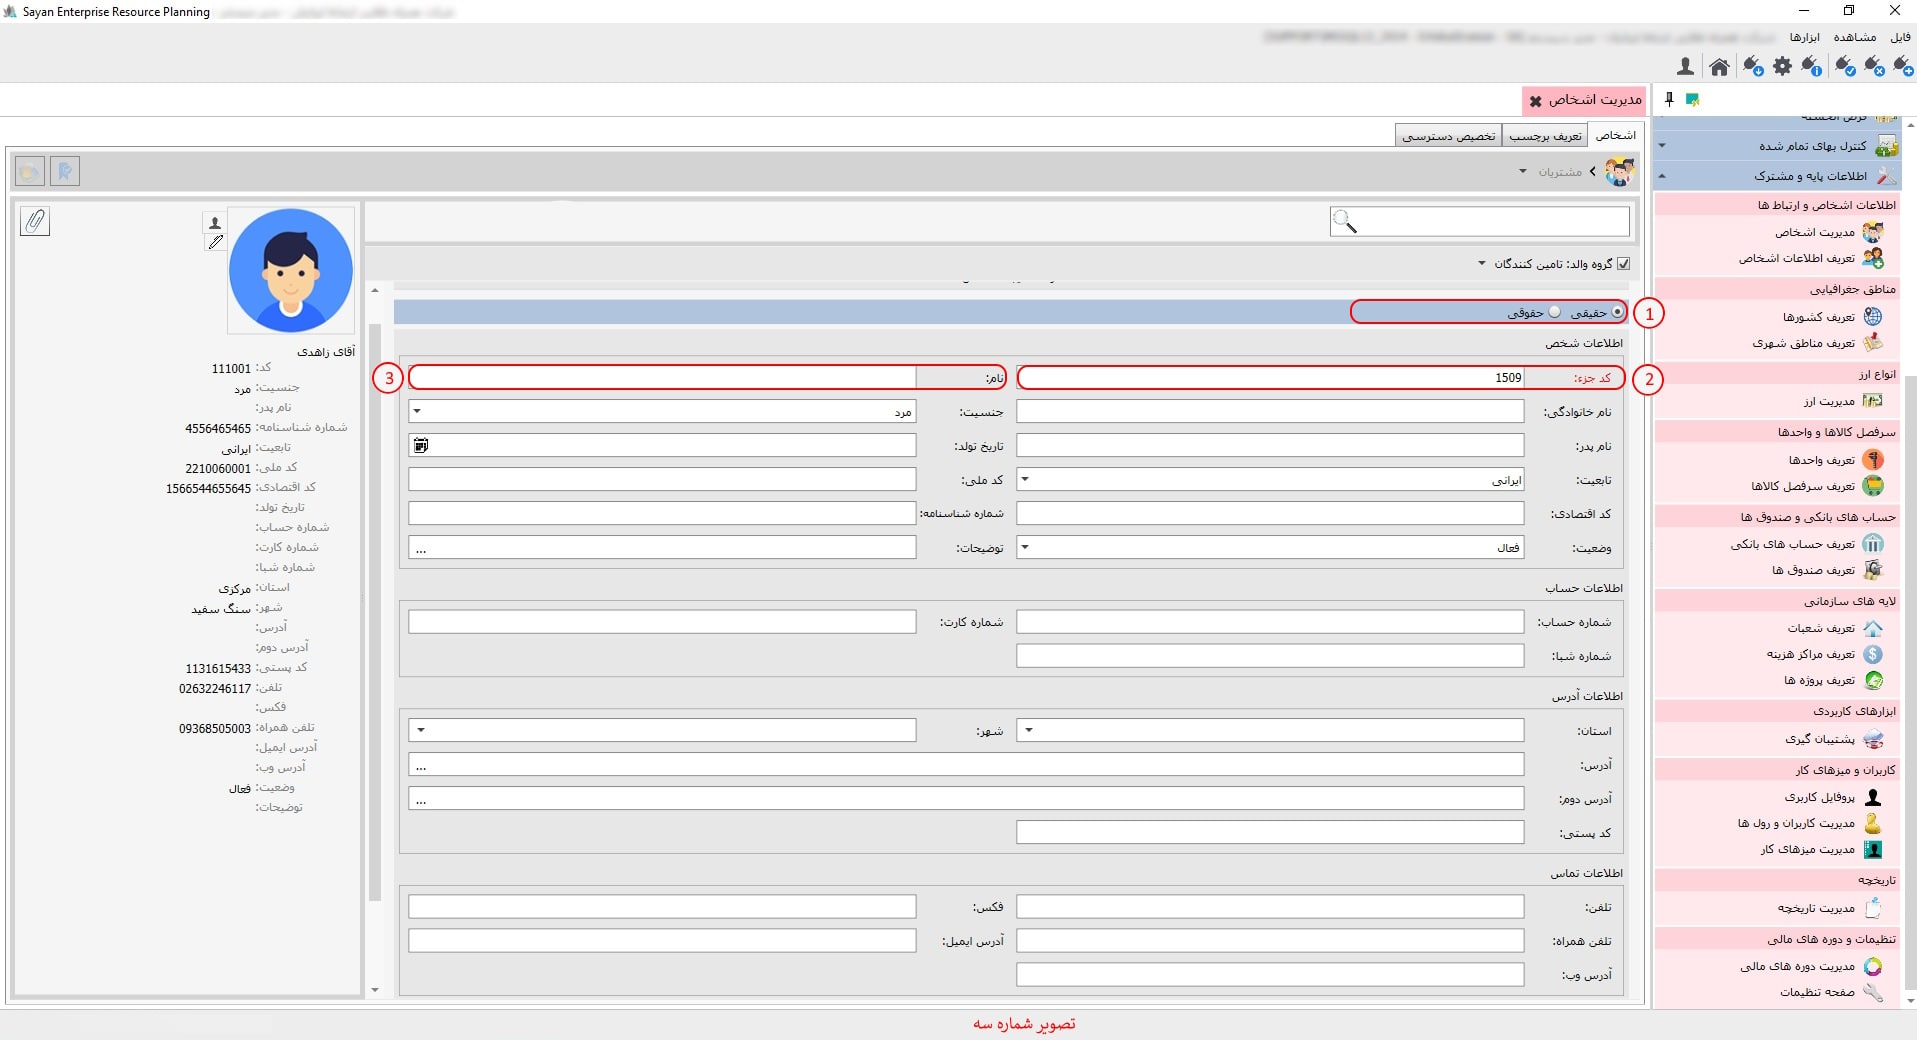 Sayan Enterprise Resource Planning
فایل مشاهده ابزارها
مدیریت اشخاص
اشخاص تعریف برچسب تخصیص دسترسی
مشتریان
گروه والد: تامین کنندگان
حقیقی حقوقی
1
اطلاعات شخص
2
کد جزء: 1509
نام:
3
نام خانوادگی:
جنسیت: مرد
نام پدر:
تاریخ تولد:
تابعیت: ایرانی
کد ملی:
کد اقتصادی:
شماره شناسنامه:
وضعیت: فعال
توضیحات: ...
اطلاعات حساب
شماره حساب:
شماره کارت:
شماره شبا:
اطلاعات آدرس
استان:
شهر:
آدرس: ...
آدرس دوم: ...
کد پستی:
اطلاعات تماس
تلفن:
فکس:
تلفن همراه:
آدرس ایمیل:
آدرس وب:
آقای زاهدی
کد: 111001
جنسیت: مرد
نام پدر:
شماره شناسنامه: 4556465465
تابعیت: ایرانی
کد ملی: 2210060001
کد اقتصادی: 1566544655645
تاریخ تولد:
شماره حساب:
شماره کارت:
شماره شبا:
استان: مرکزی
شهر: سنگ سفید
آدرس:
آدرس دوم:
کد پستی: 1131615433
تلفن: 02632246117
فکس:
تلفن همراه: 09368505003
آدرس ایمیل:
آدرس وب:
وضعیت: فعال
توضیحات:
کنترل بهای تمام شده
اطلاعات پایه و مشترک
اطلاعات اشخاص و ارتباط ها
مدیریت اشخاص
تعریف اطلاعات اشخاص
مناطق جغرافیایی
تعریف کشورها
تعریف مناطق شهری
انواع ارز
مدیریت ارز
سرفصل کالاها و واحدها
تعریف واحدها
تعریف سرفصل کالاها
حساب های بانکی و صندوق ها
تعریف حساب های بانکی
تعریف صندوق ها
لایه های سازمانی
تعریف شعبات
تعریف مراکز هزینه
تعریف پروژه ها
ابزارهای کاربردی
پشتیبان گیری
کاربران و میزهای کار
پروفایل کاربری
مدیریت کاربران و رول ها
مدیریت میزهای کار
تاریخچه
مدیریت تاریخچه
تنظیمات و دوره های مالی
مدیریت دوره های مالی
صفحه تنظیمات
تصویر شماره سه